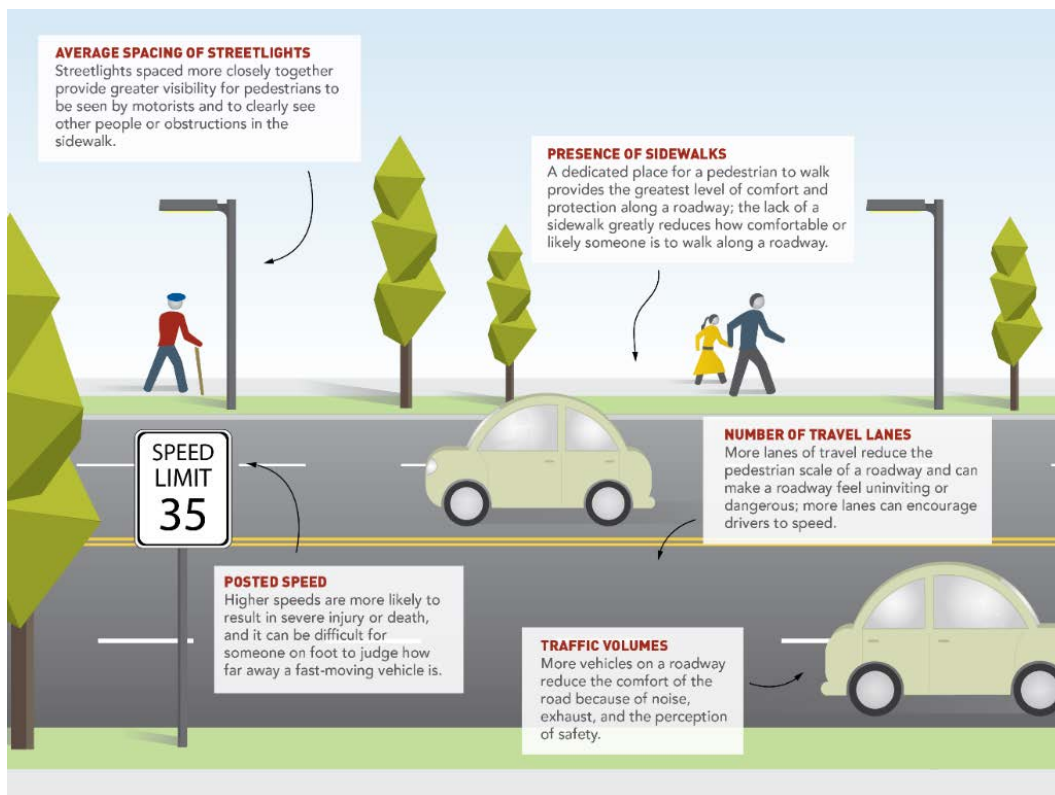 AVERAGE SPACING OF STREETLIGHTS
Streetlights spaced more closely together
provide greater visibility for pedestrians to
be seen by motorists and to clearly see
other people or obstructions in the
sidewalk.
PRESENCE OF SIDEWALKS
A dedicated place for a pedestrian to walk
provides the greatest level of comfort and
protection along a roadway; the lack of a
sidewalk greatly reduces how comfortable or
likely someone is to walk along a roadway.
SPEED
LIMIT
35
NUMBER OF TRAVEL LANES
More lanes of travel reduce the
pedestrian scale of a roadway and can
make a roadway feel uninviting or
dangerous; more lanes can encourage
drivers to speed.
POSTED SPEED
Higher speeds are more likely to
result in severe injury or death,
and it can be difficult for
someone on foot to judge how
far away a fast-moving vehicle is.
TRAFFIC VOLUMES
More vehicles on a roadway
reduce the comfort of the
road because of noise,
exhaust, and the perception
of safety.